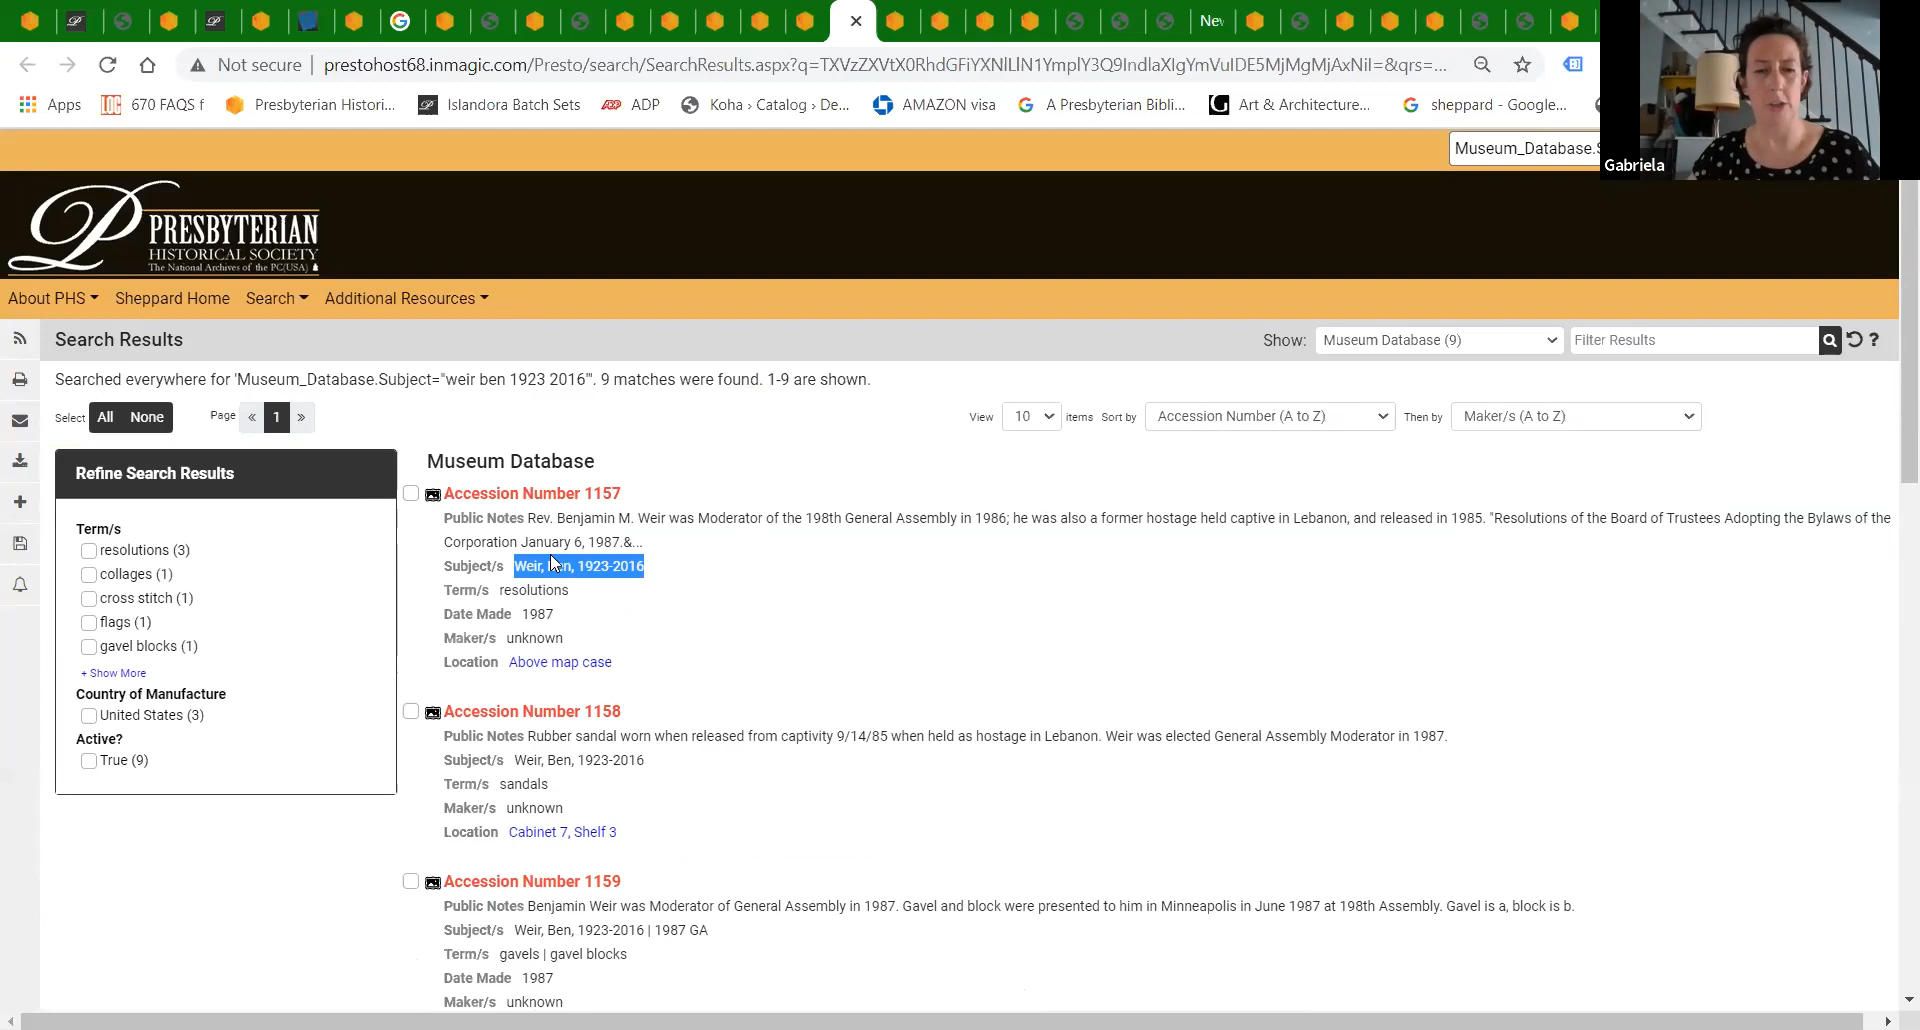 New
Not secure | prestohost68.inmagic.com/Presto/search/SearchResults.aspx?q=TXVzZXVtX0RhdGFiYXNlLlN1YmplY3Q9IndlaXIgYmVuIDE5MjMgMjAxNiI=&qrs=...
Apps 670 FAQS f Presbyterian Histori... Islandora Batch Sets ADP Koha › Catalog › De... AMAZON visa A Presbyterian Bibli... Art & Architecture... sheppard - Google...
Museum_Database.S
Gabriela
PRESBYTERIAN
HISTORICAL SOCIETY
The National Archives of the PC(USA)
About PHS Sheppard Home Search Additional Resources
Search Results Show: Museum Database (9) Filter Results ?
Searched everywhere for 'Museum_Database.Subject="weir ben 1923 2016"'. 9 matches were found. 1-9 are shown.
Select All None Page « 1 » View 10 items Sort by Accession Number (A to Z) Then by Maker/s (A to Z)
Refine Search Results
Term/s
resolutions (3)
collages (1)
cross stitch (1)
flags (1)
gavel blocks (1)
+ Show More
Country of Manufacture
United States (3)
Active?
True (9)
Museum Database
Accession Number 1157
Public Notes Rev. Benjamin M. Weir was Moderator of the 198th General Assembly in 1986; he was also a former hostage held captive in Lebanon, and released in 1985. "Resolutions of the Board of Trustees Adopting the Bylaws of the
Corporation January 6, 1987.&...
Subject/s Weir, Ben, 1923-2016
Term/s resolutions
Date Made 1987
Maker/s unknown
Location Above map case
Accession Number 1158
Public Notes Rubber sandal worn when released from captivity 9/14/85 when held as hostage in Lebanon. Weir was elected General Assembly Moderator in 1987.
Subject/s Weir, Ben, 1923-2016
Term/s sandals
Maker/s unknown
Location Cabinet 7, Shelf 3
Accession Number 1159
Public Notes Benjamin Weir was Moderator of General Assembly in 1987. Gavel and block were presented to him in Minneapolis in June 1987 at 198th Assembly. Gavel is a, block is b.
Subject/s Weir, Ben, 1923-2016 | 1987 GA
Term/s gavels | gavel blocks
Date Made 1987
Maker/s unknown